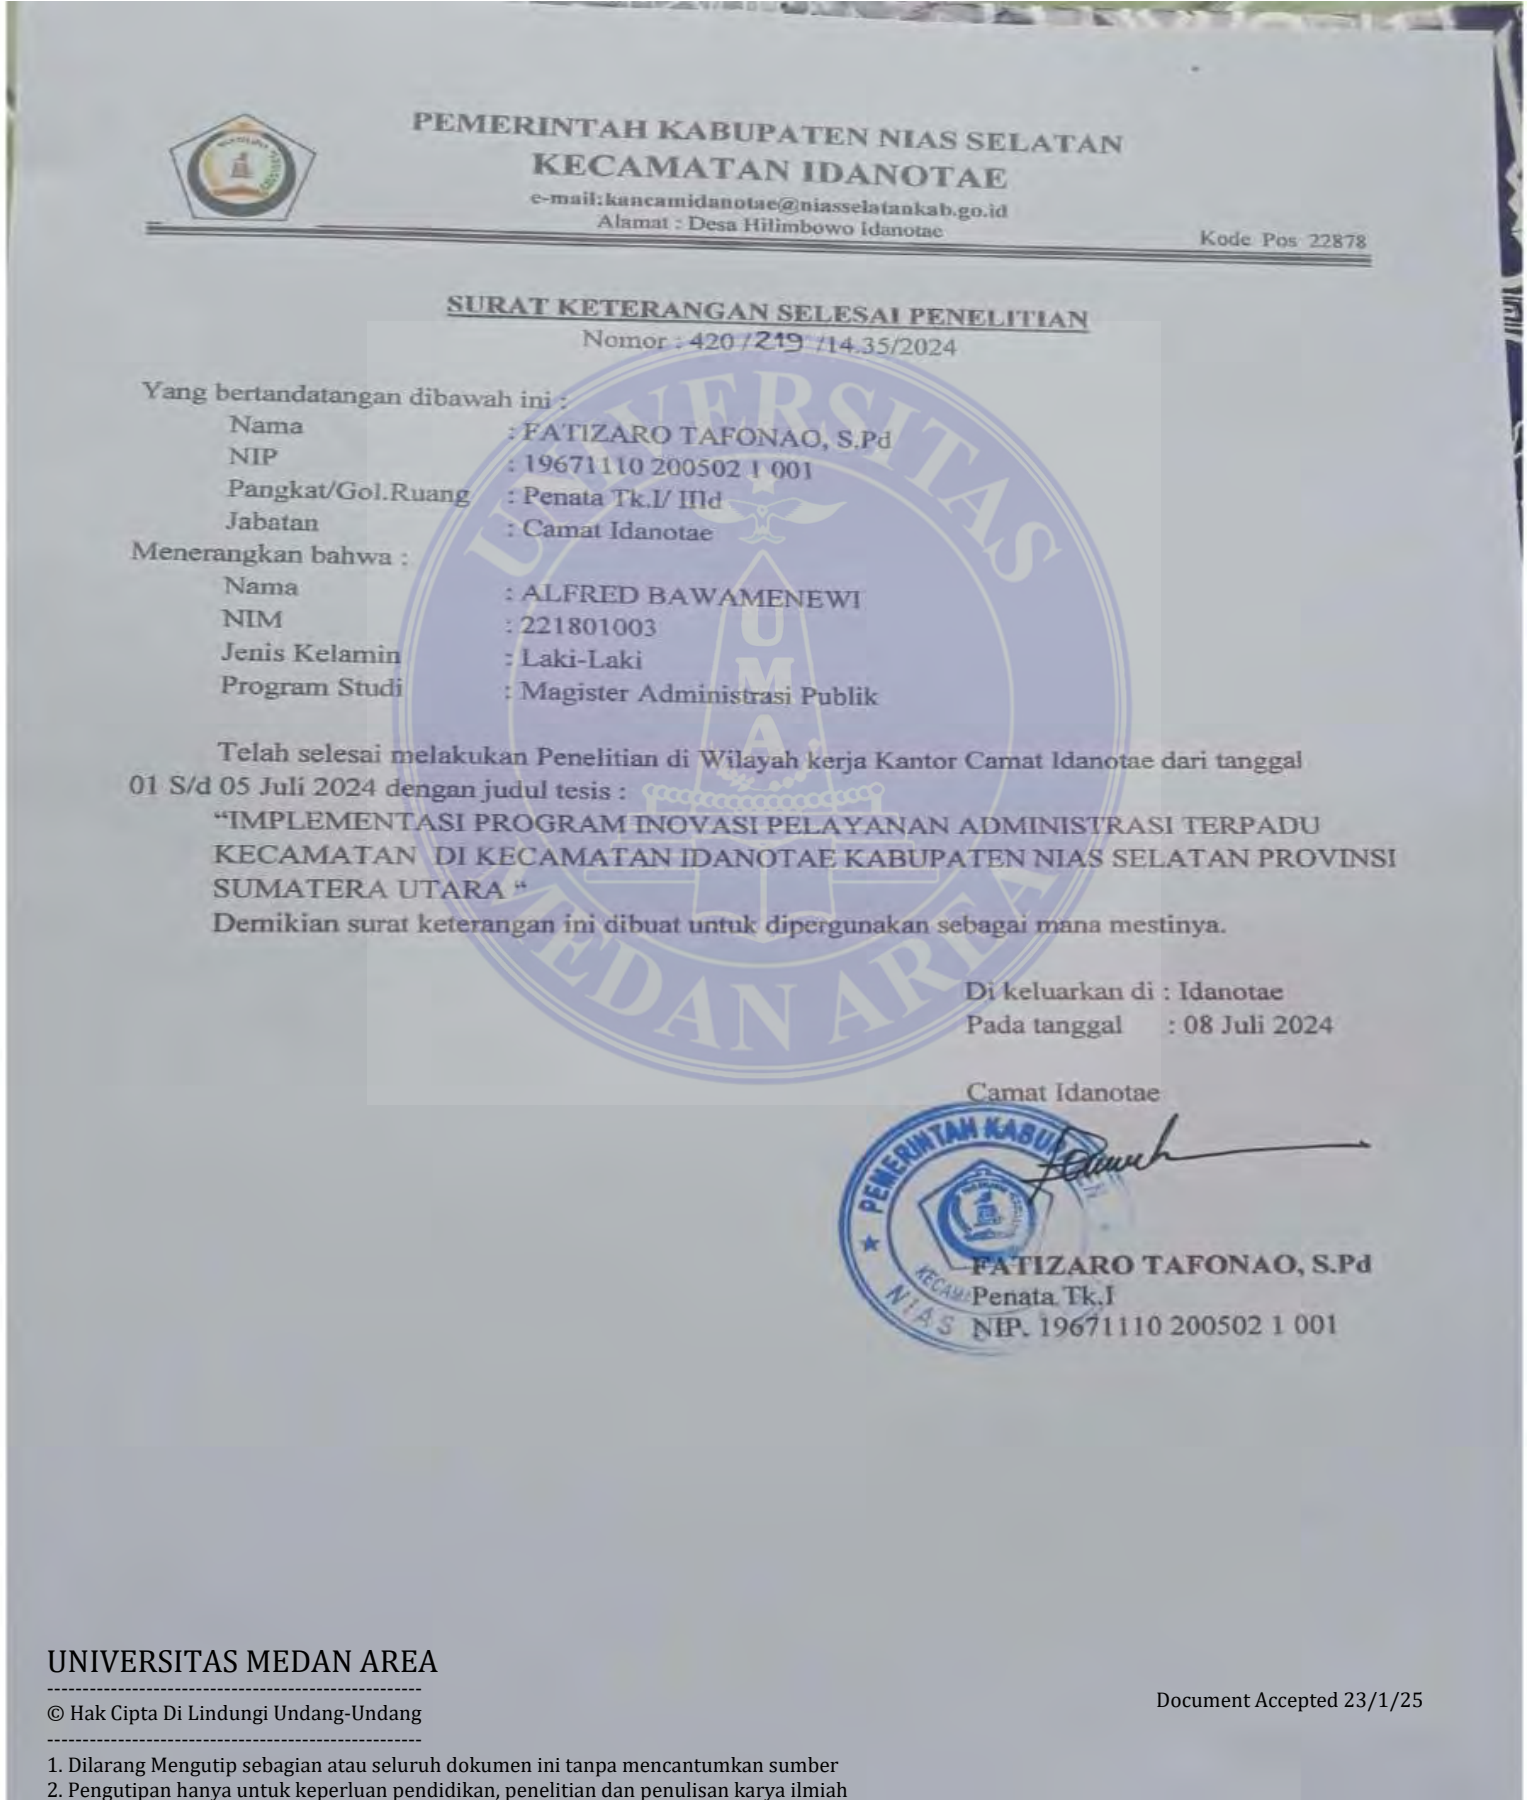 PEMERINTAH KABUPATEN NIAS SELATAN
KECAMATAN IDANOTAE
e-mail:kancamidanotae@niasselatankab.go.id
Alamat : Desa Hilimbowo Idanotae
Kode Pos 22878
SURAT KETERANGAN SELESAI PENELITIAN
Nomor : 420 / 219 /14.35/2024
Yang bertandatangan dibawah ini :
Nama : FATIZARO TAFONAO, S.Pd
NIP : 19671110 200502 1 001
Pangkat/Gol.Ruang : Penata Tk.I/ IIId
Jabatan : Camat Idanotae
Menerangkan bahwa :
Nama : ALFRED BAWAMENEWI
NIM : 221801003
Jenis Kelamin : Laki-Laki
Program Studi : Magister Administrasi Publik
Telah selesai melakukan Penelitian di Wilayah kerja Kantor Camat Idanotae dari tanggal
01 S/d 05 Juli 2024 dengan judul tesis :
“IMPLEMENTASI PROGRAM INOVASI PELAYANAN ADMINISTRASI TERPADU
KECAMATAN DI KECAMATAN IDANOTAE KABUPATEN NIAS SELATAN PROVINSI
SUMATERA UTARA “
Demikian surat keterangan ini dibuat untuk dipergunakan sebagai mana mestinya.
UNIVERSITAS
UMA
MEDAN AREA
Di keluarkan di : Idanotae
Pada tanggal : 08 Juli 2024
Camat Idanotae
PEMERINTAH KABUPATEN
NIAS
FATIZARO TAFONAO, S.Pd
Penata Tk.I
NIP. 19671110 200502 1 001
UNIVERSITAS MEDAN AREA
-----------------------------------------------------
© Hak Cipta Di Lindungi Undang-Undang
-----------------------------------------------------
Document Accepted 23/1/25
1. Dilarang Mengutip sebagian atau seluruh dokumen ini tanpa mencantumkan sumber
2. Pengutipan hanya untuk keperluan pendidikan, penelitian dan penulisan karya ilmiah